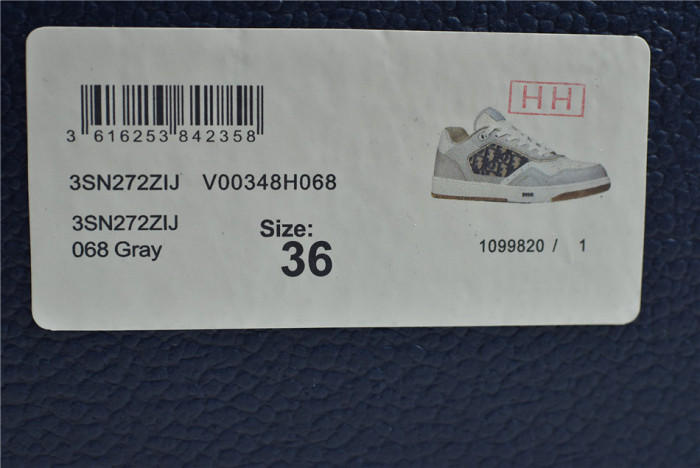 HH
3 616253 842358
3SN272ZIJ V00348H068
3SN272ZIJ
068 Gray
Size:
36
1099820 / 1